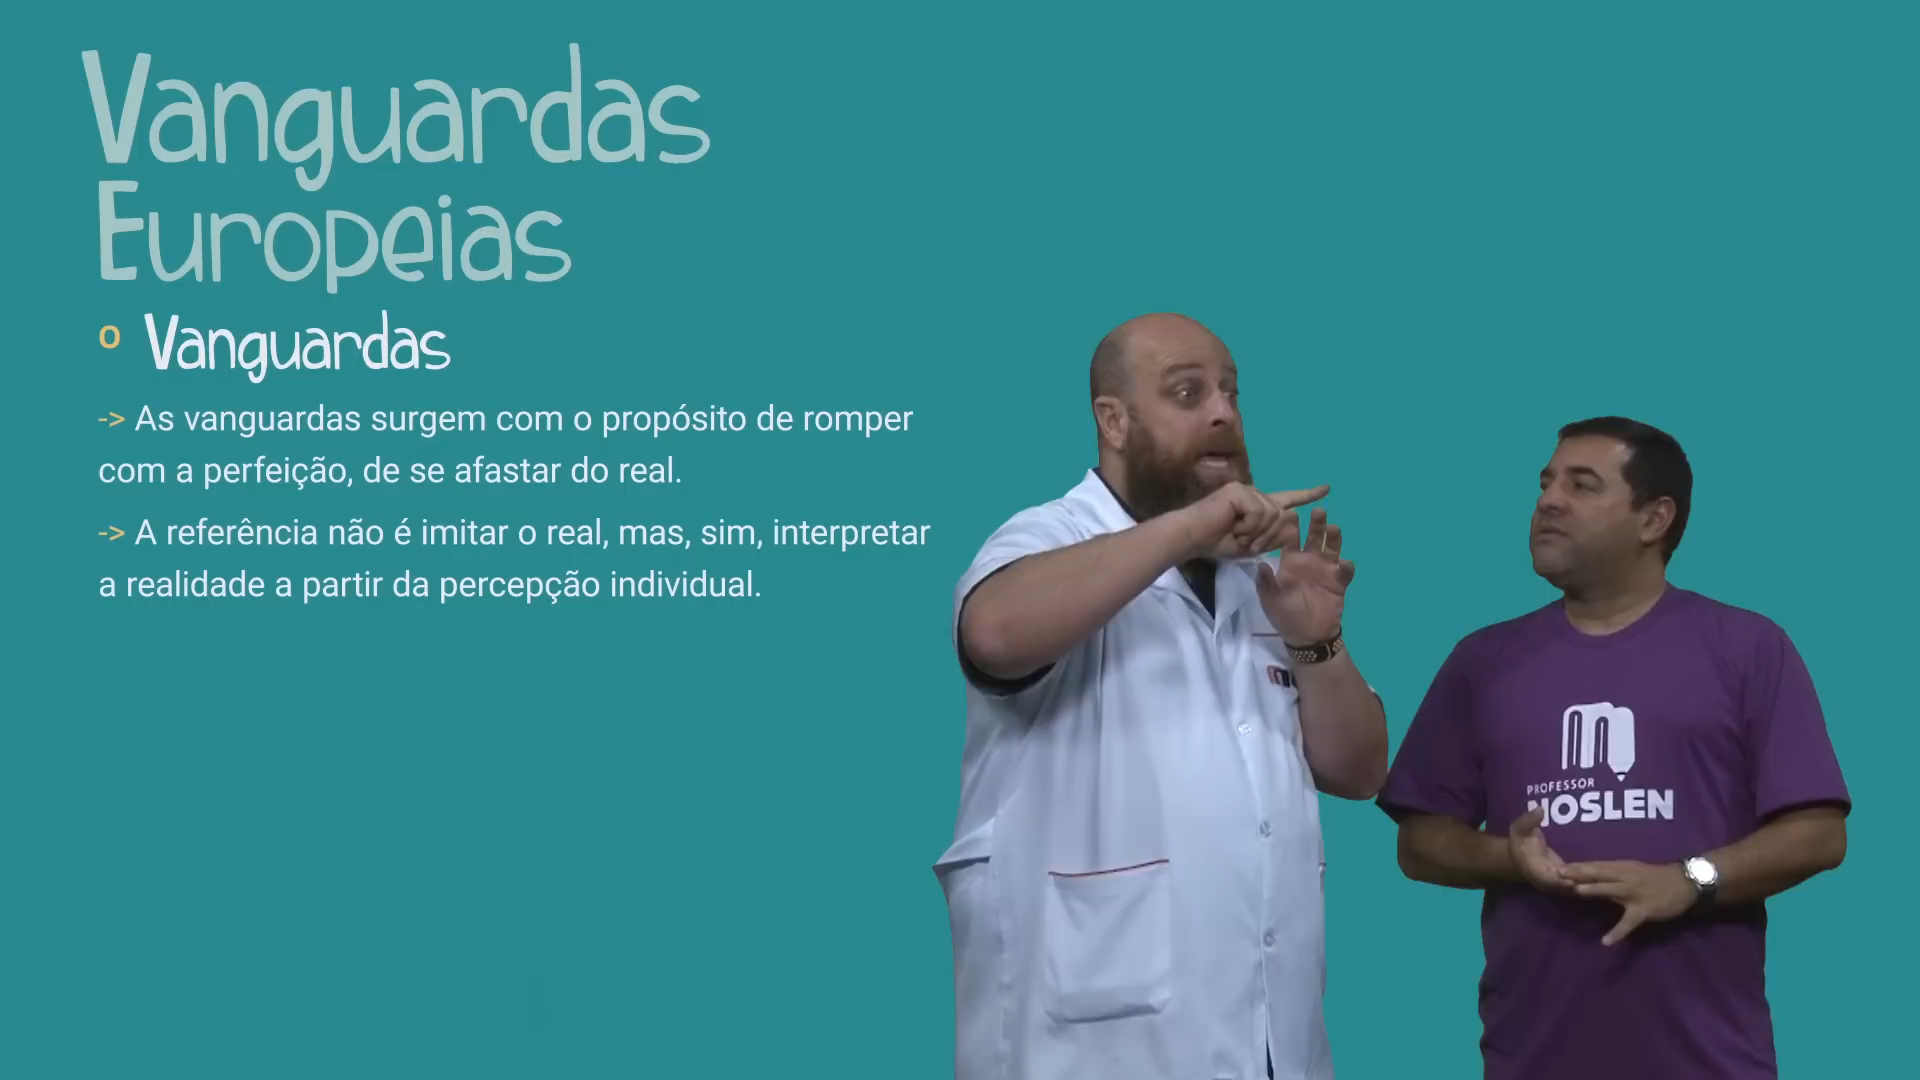 Vanguardas
Europeias
o Vanguardas
-> As vanguardas surgem com o propósito de romper
com a perfeição, de se afastar do real.
-> A referência não é imitar o real, mas, sim, interpretar
a realidade a partir da percepção individual.
PROFESSOR
NOSLEN